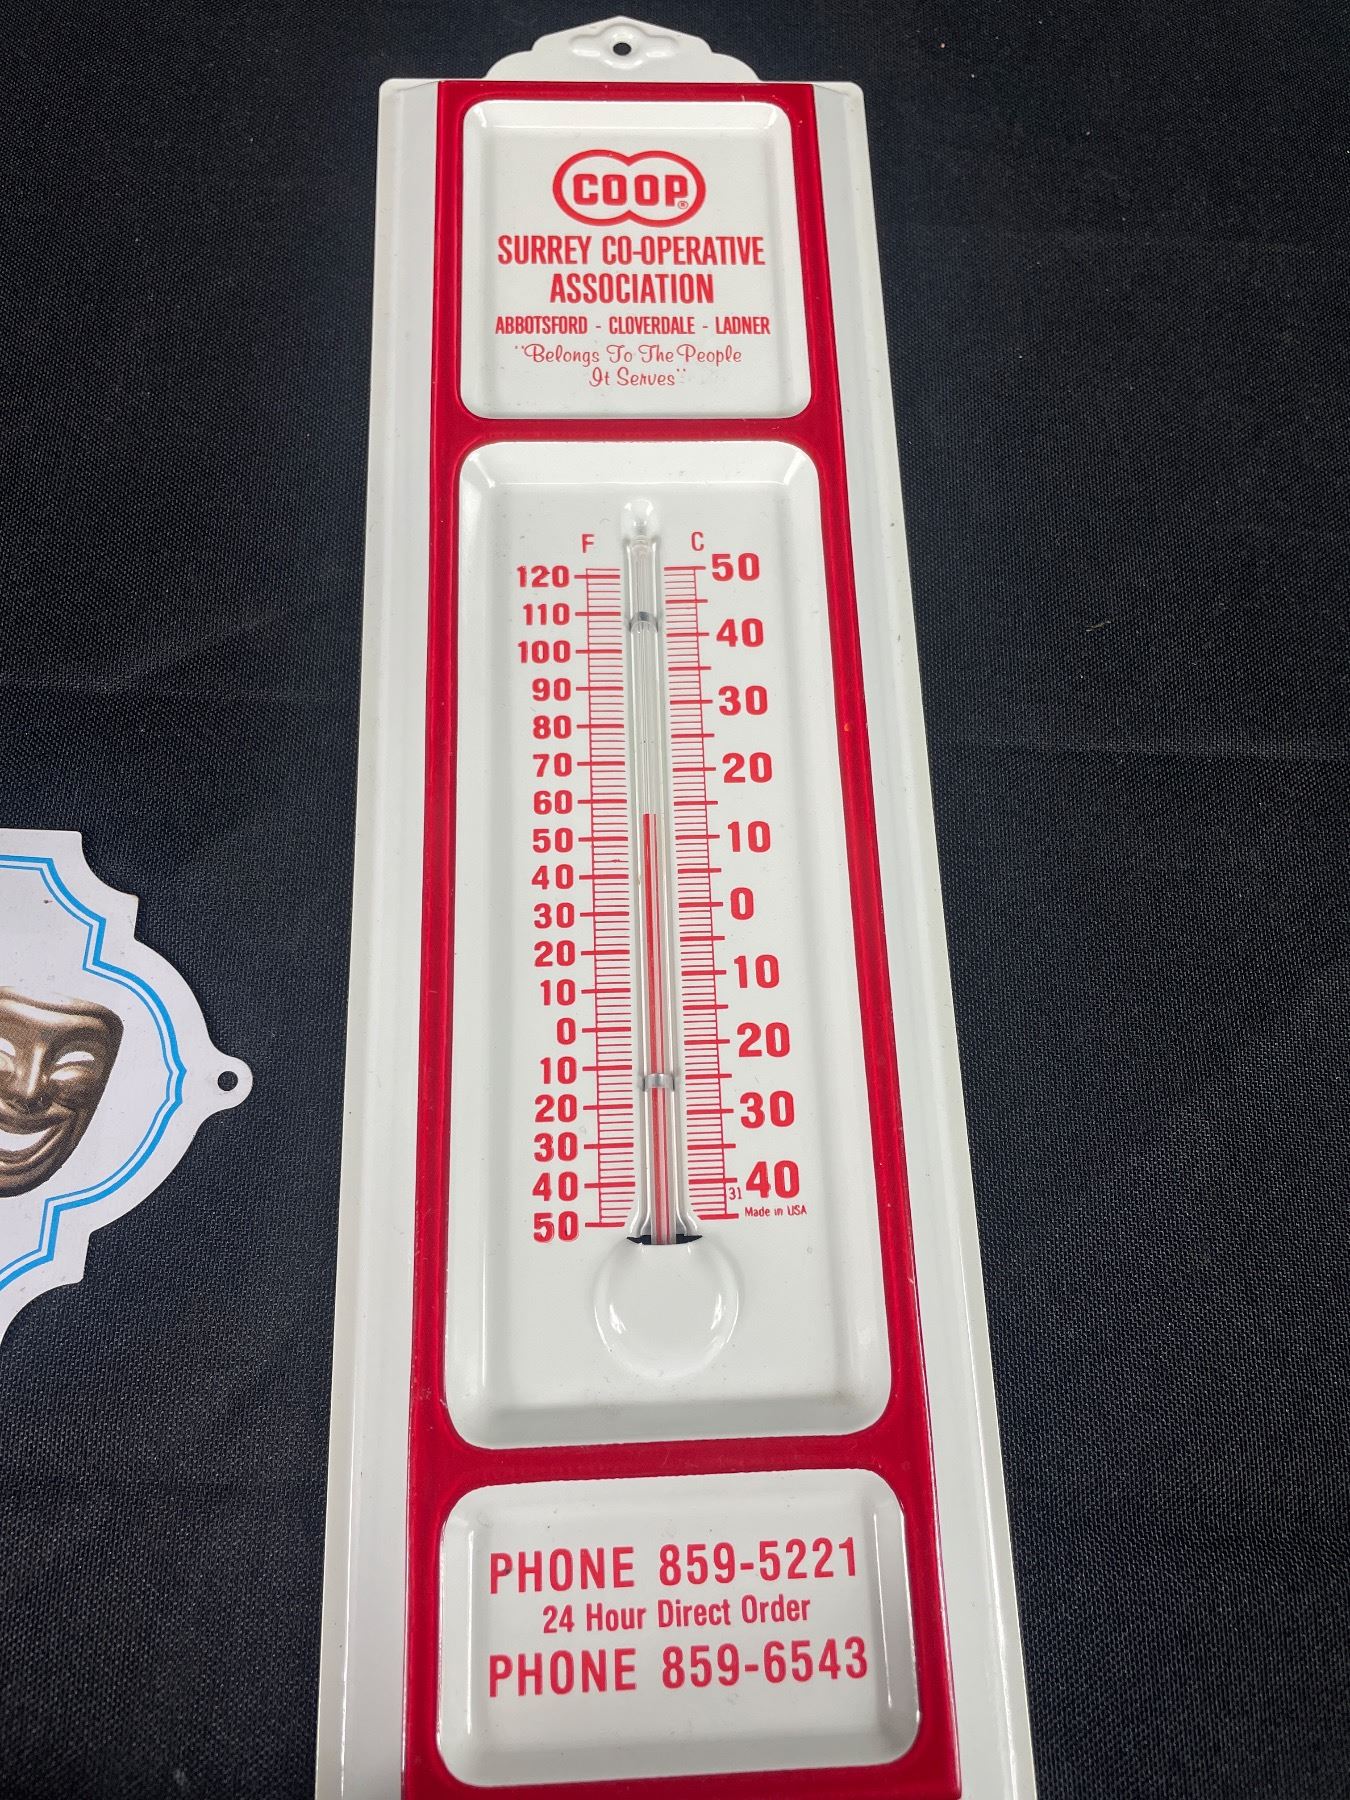 COOP®
SURREY CO-OPERATIVE
ASSOCIATION
ABBOTSFORD - CLOVERDALE - LADNER
"Belongs To The People
It Serves"
F C
120 50
110
100 40
90
80 30
70 20
60
50 10
40
30 0
20
10 10
0 20
10
20 30
30
40 31 40
50 Made in USA
PHONE 859-5221
24 Hour Direct Order
PHONE 859-6543